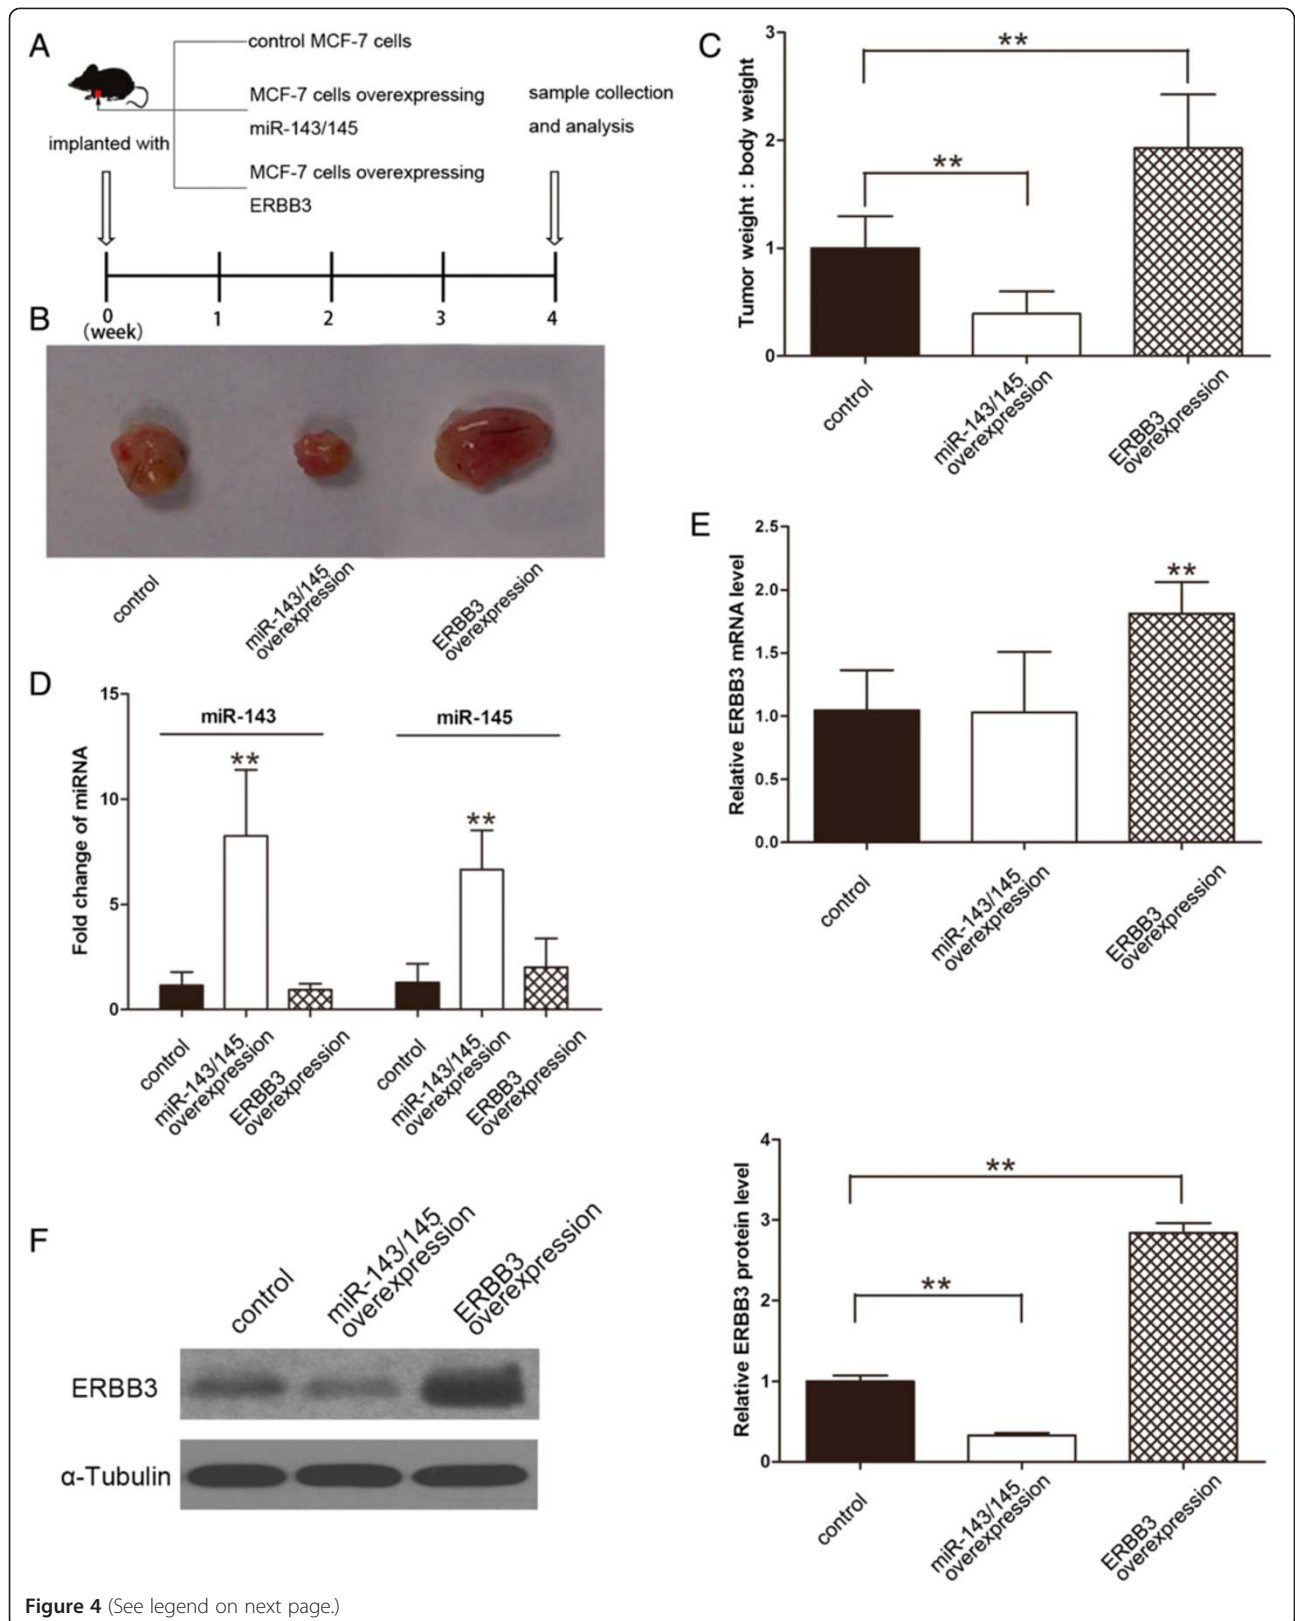 A
control MCF-7 cells
MCF-7 cells overexpressing
miR-143/145
MCF-7 cells overexpressing
ERBB3
implanted with
sample collection
and analysis
0
(week)
1
2
3
4
B
control
miR-143/145
overexpression
ERBB3
overexpression
C
Tumor weight : body weight
3
2
1
0
**
**
control
miR-143/145
overexpression
ERBB3
overexpression
D
Fold change of miRNA
15
10
5
0
miR-143
**
miR-145
**
control
miR-143/145
overexpression
ERBB3
overexpression
control
miR-143/145
overexpression
ERBB3
overexpression
E
Relative ERBB3 mRNA level
2.5
2.0
1.5
1.0
0.5
0.0
**
control
miR-143/145
overexpression
ERBB3
overexpression
F
control
miR-143/145
overexpression
ERBB3
overexpression
ERBB3
α-Tubulin
Relative ERBB3 protein level
4
3
2
1
0
**
**
control
miR-143/145
overexpression
ERBB3
overexpression
Figure 4 (See legend on next page.)